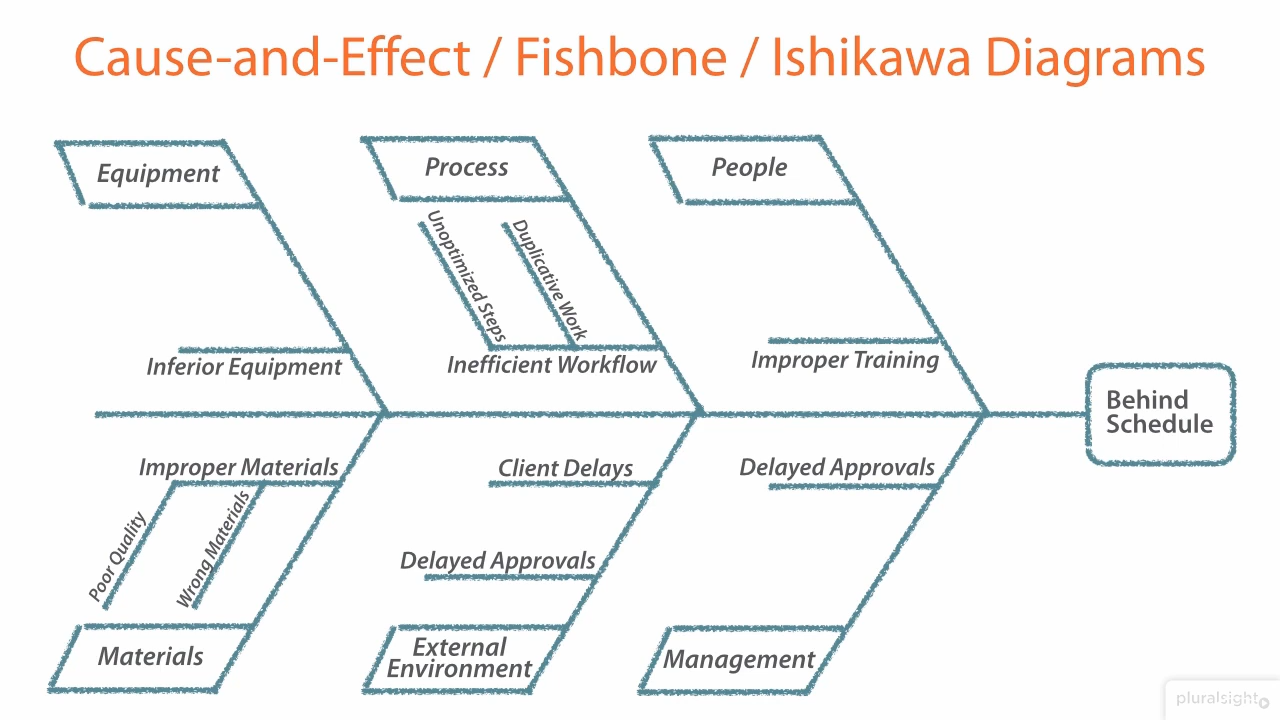 Cause-and-Effect / Fishbone / Ishikawa Diagrams
Equipment
Process
People
Unoptimized Steps
Duplicative Work
Inferior Equipment
Inefficient Workflow
Improper Training
Behind
Schedule
Improper Materials
Client Delays
Delayed Approvals
Poor Quality
Wrong Materials
Delayed Approvals
Materials
External
Environment
Management
pluralsight